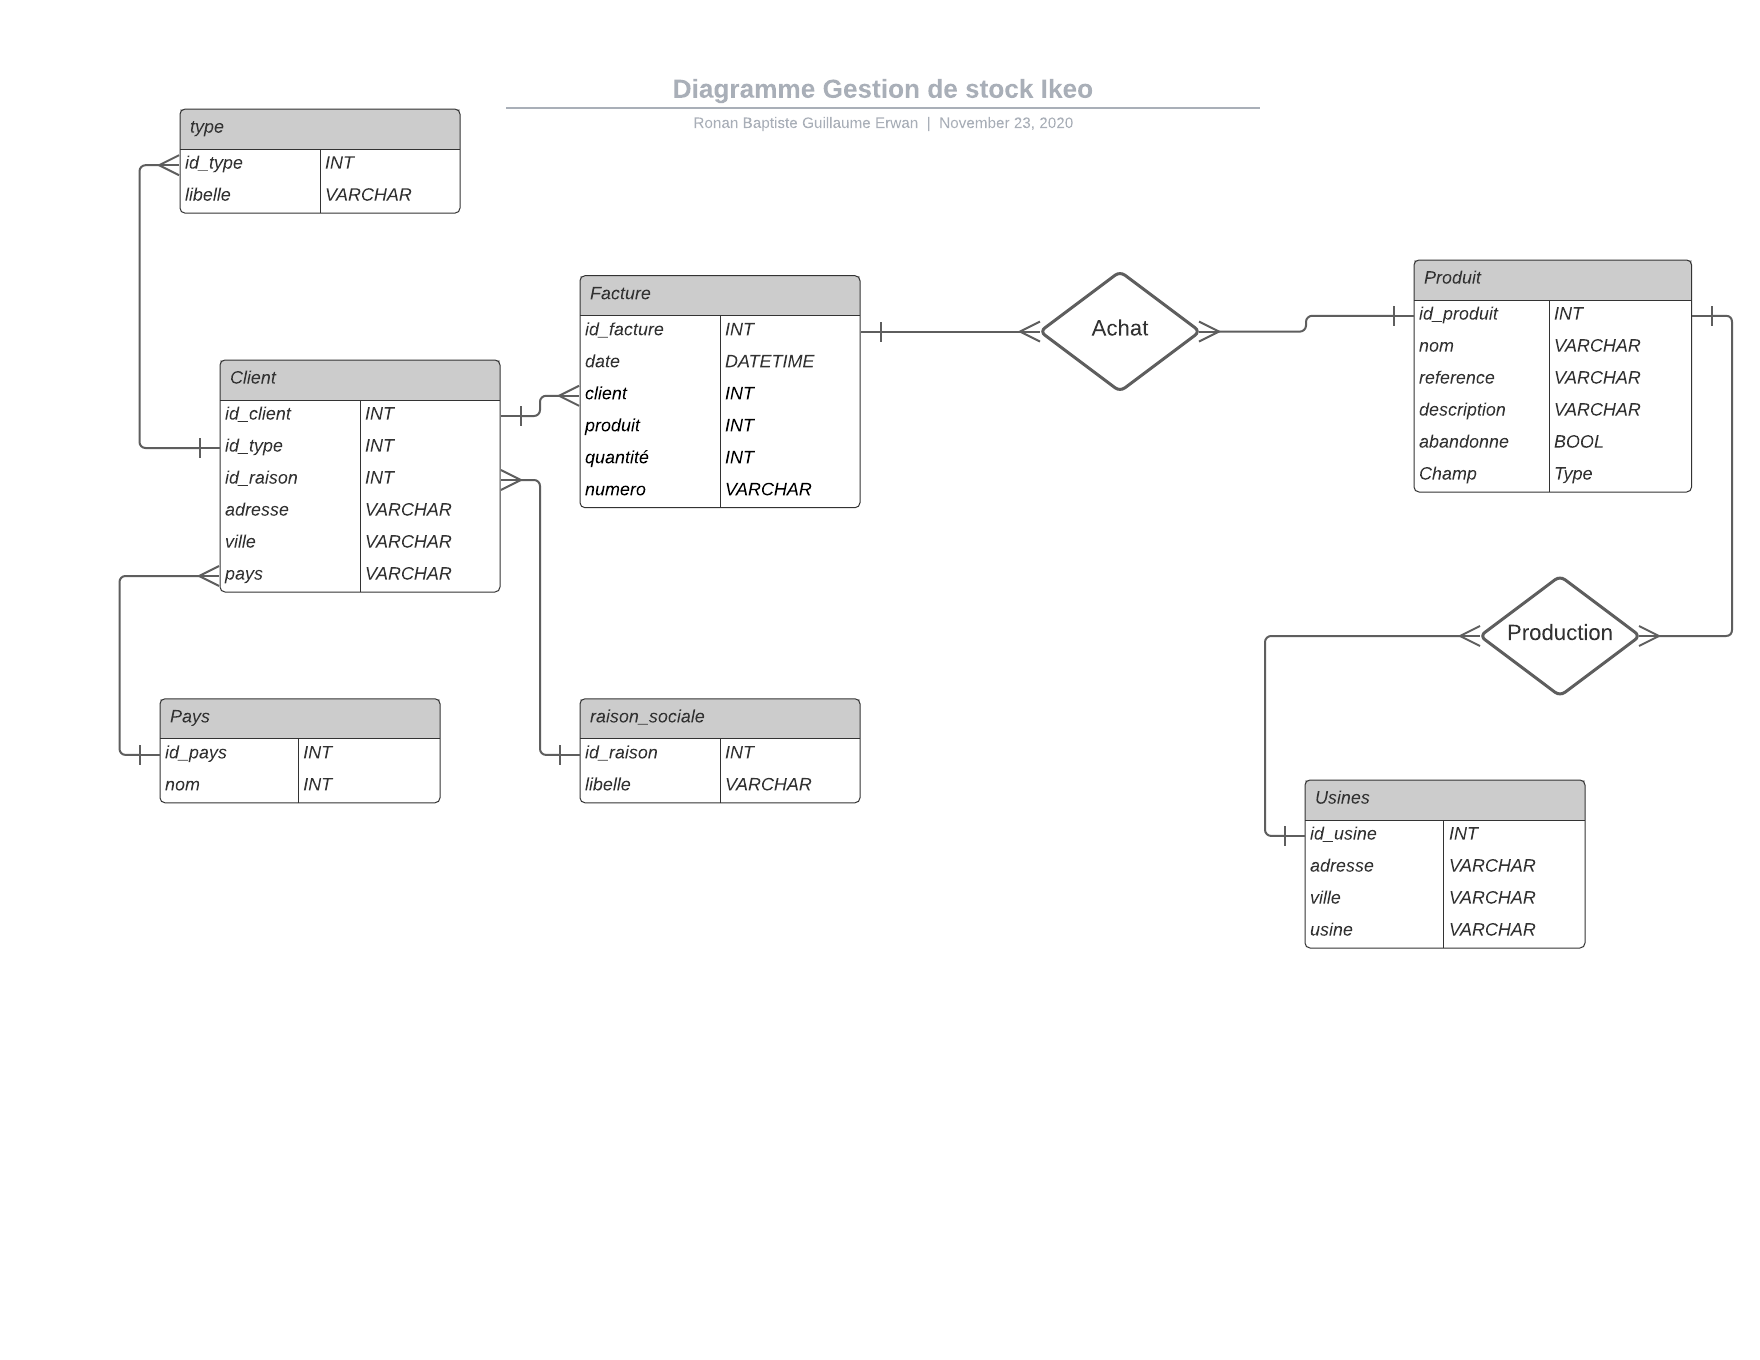 Diagramme Gestion de stock Ikeo
Ronan Baptiste Guillaume Erwan | November 23, 2020
type
id_type INT
libelle VARCHAR
Client
id_client INT
id_type INT
id_raison INT
adresse VARCHAR
ville VARCHAR
pays VARCHAR
Facture
id_facture INT
date DATETIME
client INT
produit INT
quantité INT
numero VARCHAR
Achat
Produit
id_produit INT
nom VARCHAR
reference VARCHAR
description VARCHAR
abandonne BOOL
Champ Type
Production
Pays
id_pays INT
nom INT
raison_sociale
id_raison INT
libelle VARCHAR
Usines
id_usine INT
adresse VARCHAR
ville VARCHAR
usine VARCHAR